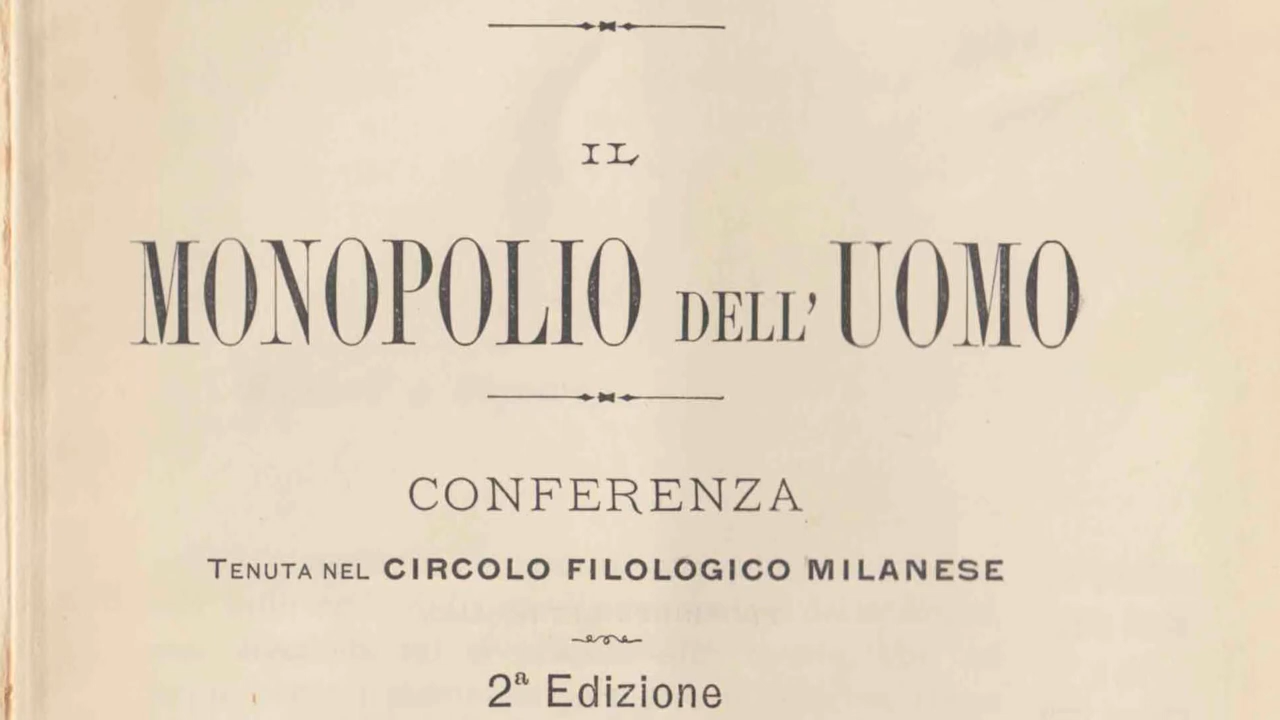 IL
MONOPOLIO DELL' UOMO
CONFERENZA
TENUTA NEL CIRCOLO FILOLOGICO MILANESE
2ª Edizione